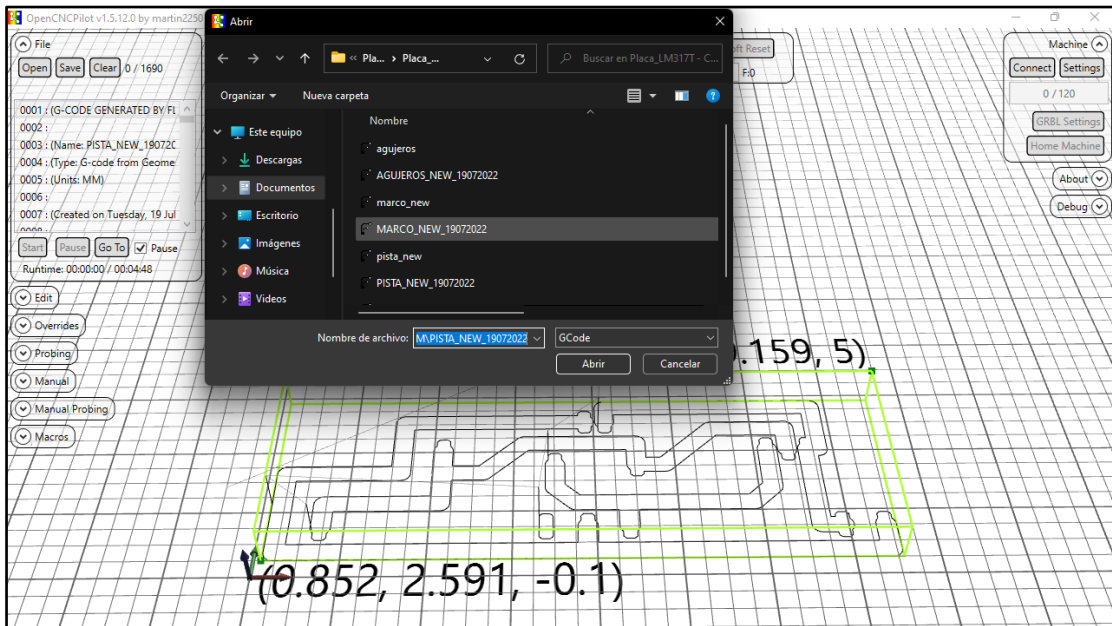 OpenCNCPilot v1.5.12.0 by martin2250
File
Open Save Clear 0 / 1690
0001 : (G-CODE GENERATED BY FL
0002 :
0003 : (Name: PISTA_NEW_19072C
0004 : (Type: G-code from Geome
0005 : (Units: MM)
0006 :
0007 : (Created on Tuesday, 19 Jul
Start Pause Go To Pause
Runtime: 00:00:00 / 00:04:48
Edit
Overrides
Probing
Manual
Manual Probing
Macros
Abrir
« Pla... › Placa_...
Buscar en Placa_LM317T - C...
Organizar Nueva carpeta
Este equipo
Descargas
Documentos
Escritorio
Imágenes
Música
Videos
Nombre
agujeros
AGUJEROS_NEW_19072022
marco_new
MARCO_NEW_19072022
pista_new
PISTA_NEW_19072022
Nombre de archivo: M\PISTA_NEW_19072022 GCode
Abrir Cancelar
Reset
F:0
Machine
Connect Settings
0 / 120
GRBL Settings
Home Machine
About
Debug
.159, 5)
(0.852, 2.591, -0.1)